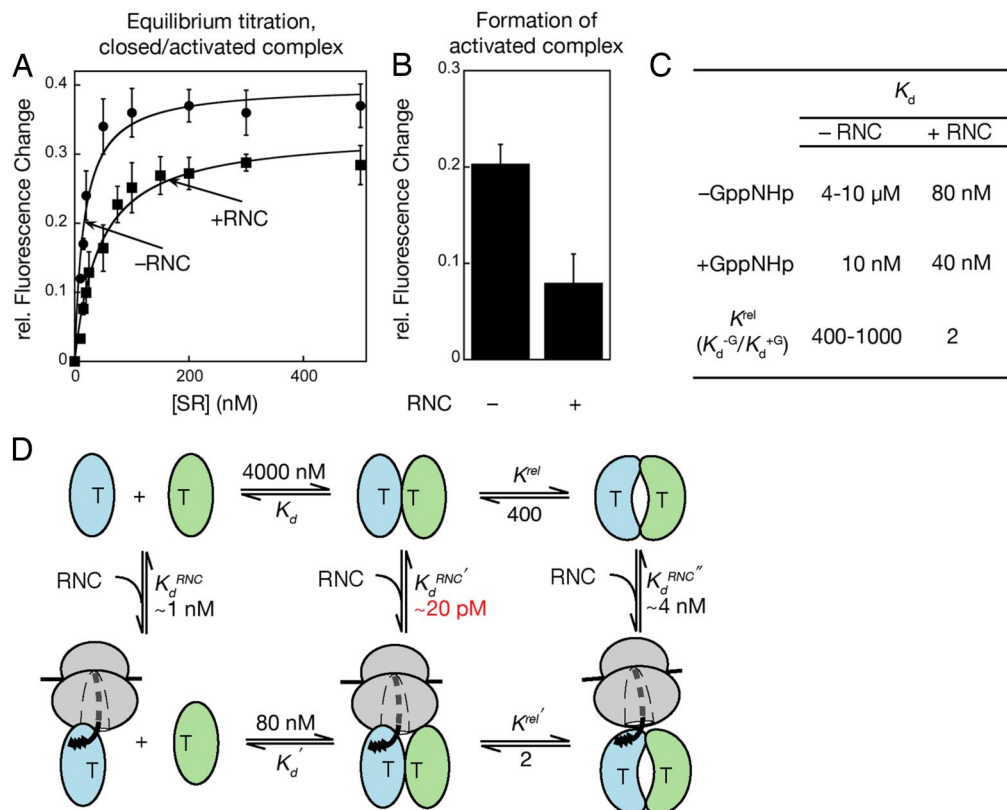 Equilibrium titration,
closed/activated complex
A
rel. Fluorescence Change
0.4
0.3
0.2
0.1
0
0
200
400
[SR] (nM)
+RNC
−RNC
Formation of
activated complex
B
rel. Fluorescence Change
0.3
0.2
0.1
0
RNC − +
C
Kd
− RNC + RNC
−GppNHp 4-10 µM 80 nM
+GppNHp 10 nM 40 nM
Krel
(Kd-G/Kd+G) 400-1000 2
D
T + T
4000 nM
Kd
T T
Krel
400
T T
RNC
KdRNC
~1 nM
RNC
KdRNC′
~20 pM
RNC
KdRNC″
~4 nM
T + T
80 nM
Kd′
T T
Krel′
2
T T